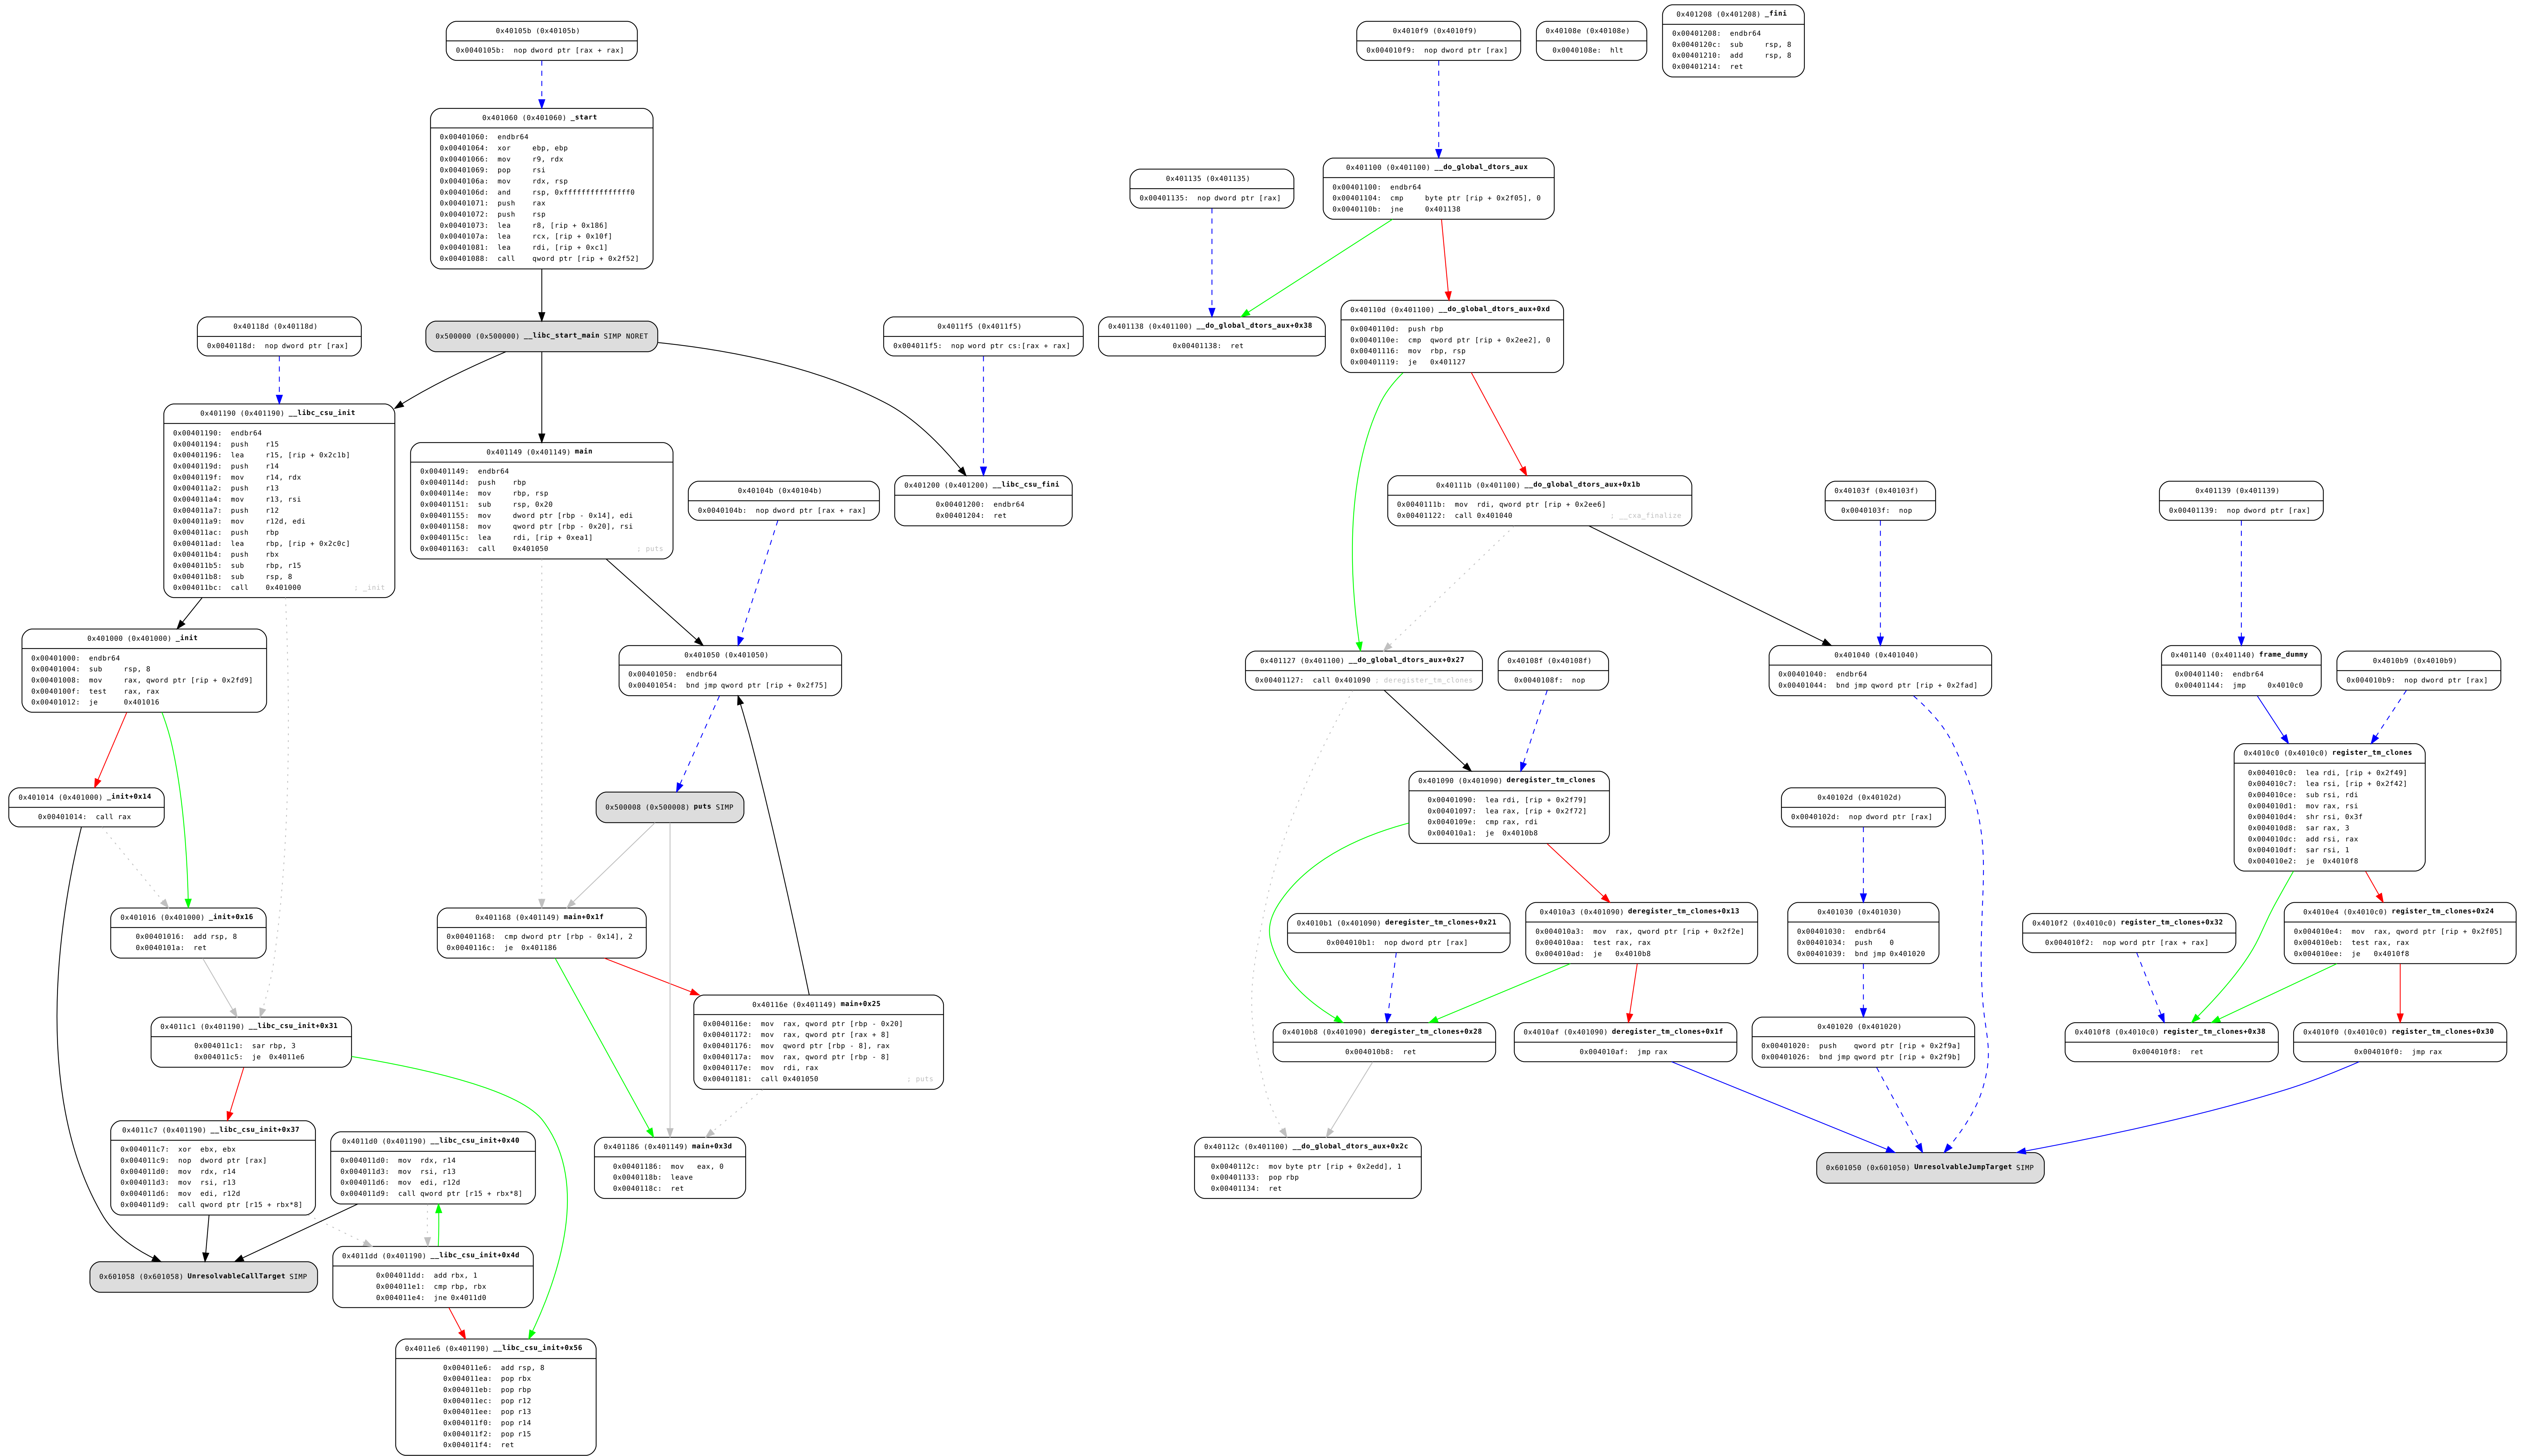 0x40105b (0x40105b)
0x0040105b: nop dword ptr [rax + rax]
0x401060 (0x401060) _start
0x00401060: endbr64
0x00401064: xor ebp, ebp
0x00401066: mov r9, rdx
0x00401069: pop rsi
0x0040106a: mov rdx, rsp
0x0040106d: and rsp, 0xfffffffffffffff0
0x00401071: push rax
0x00401072: push rsp
0x00401073: lea r8, [rip + 0x186]
0x0040107a: lea rcx, [rip + 0x10f]
0x00401081: lea rdi, [rip + 0xc1]
0x00401088: call qword ptr [rip + 0x2f52]
0x500000 (0x500000) __libc_start_main SIMP NORET
0x40118d (0x40118d)
0x0040118d: nop dword ptr [rax]
0x401190 (0x401190) __libc_csu_init
0x00401190: endbr64
0x00401194: push r15
0x00401196: lea r15, [rip + 0x2c1b]
0x0040119d: push r14
0x0040119f: mov r14, rdx
0x004011a2: push r13
0x004011a4: mov r13, rsi
0x004011a7: push r12
0x004011a9: mov r12d, edi
0x004011ac: push rbp
0x004011ad: lea rbp, [rip + 0x2c0c]
0x004011b4: push rbx
0x004011b5: sub rbp, r15
0x004011b8: sub rsp, 8
0x004011bc: call 0x401000 ; _init
0x401149 (0x401149) main
0x00401149: endbr64
0x0040114d: push rbp
0x0040114e: mov rbp, rsp
0x00401151: sub rsp, 0x20
0x00401155: mov dword ptr [rbp - 0x14], edi
0x00401158: mov qword ptr [rbp - 0x20], rsi
0x0040115c: lea rdi, [rip + 0xea1]
0x00401163: call 0x401050 ; puts
0x4011f5 (0x4011f5)
0x004011f5: nop word ptr cs:[rax + rax]
0x401200 (0x401200) __libc_csu_fini
0x00401200: endbr64
0x00401204: ret
0x40104b (0x40104b)
0x0040104b: nop dword ptr [rax + rax]
0x401000 (0x401000) _init
0x00401000: endbr64
0x00401004: sub rsp, 8
0x00401008: mov rax, qword ptr [rip + 0x2fd9]
0x0040100f: test rax, rax
0x00401012: je 0x401016
0x401050 (0x401050)
0x00401050: endbr64
0x00401054: bnd jmp qword ptr [rip + 0x2f75]
0x401014 (0x401000) _init+0x14
0x00401014: call rax
0x500008 (0x500008) puts SIMP
0x401016 (0x401000) _init+0x16
0x00401016: add rsp, 8
0x0040101a: ret
0x401168 (0x401149) main+0x1f
0x00401168: cmp dword ptr [rbp - 0x14], 2
0x0040116c: je 0x401186
0x40116e (0x401149) main+0x25
0x0040116e: mov rax, qword ptr [rbp - 0x20]
0x00401172: mov rax, qword ptr [rax + 8]
0x00401176: mov qword ptr [rbp - 8], rax
0x0040117a: mov rax, qword ptr [rbp - 8]
0x0040117e: mov rdi, rax
0x00401181: call 0x401050 ; puts
0x4011c1 (0x401190) __libc_csu_init+0x31
0x004011c1: sar rbp, 3
0x004011c5: je 0x4011e6
0x4011c7 (0x401190) __libc_csu_init+0x37
0x004011c7: xor ebx, ebx
0x004011c9: nop dword ptr [rax]
0x004011d0: mov rdx, r14
0x004011d3: mov rsi, r13
0x004011d6: mov edi, r12d
0x004011d9: call qword ptr [r15 + rbx*8]
0x4011d0 (0x401190) __libc_csu_init+0x40
0x004011d0: mov rdx, r14
0x004011d3: mov rsi, r13
0x004011d6: mov edi, r12d
0x004011d9: call qword ptr [r15 + rbx*8]
0x401186 (0x401149) main+0x3d
0x00401186: mov eax, 0
0x0040118b: leave
0x0040118c: ret
0x601058 (0x601058) UnresolvableCallTarget SIMP
0x4011dd (0x401190) __libc_csu_init+0x4d
0x004011dd: add rbx, 1
0x004011e1: cmp rbp, rbx
0x004011e4: jne 0x4011d0
0x4011e6 (0x401190) __libc_csu_init+0x56
0x004011e6: add rsp, 8
0x004011ea: pop rbx
0x004011eb: pop rbp
0x004011ec: pop r12
0x004011ee: pop r13
0x004011f0: pop r14
0x004011f2: pop r15
0x004011f4: ret
0x4010f9 (0x4010f9)
0x004010f9: nop dword ptr [rax]
0x40108e (0x40108e)
0x0040108e: hlt
0x401208 (0x401208) _fini
0x00401208: endbr64
0x0040120c: sub rsp, 8
0x00401210: add rsp, 8
0x00401214: ret
0x401135 (0x401135)
0x00401135: nop dword ptr [rax]
0x401100 (0x401100) __do_global_dtors_aux
0x00401100: endbr64
0x00401104: cmp byte ptr [rip + 0x2f05], 0
0x0040110b: jne 0x401138
0x401138 (0x401100) __do_global_dtors_aux+0x38
0x00401138: ret
0x40110d (0x401100) __do_global_dtors_aux+0xd
0x0040110d: push rbp
0x0040110e: cmp qword ptr [rip + 0x2ee2], 0
0x00401116: mov rbp, rsp
0x00401119: je 0x401127
0x40111b (0x401100) __do_global_dtors_aux+0x1b
0x0040111b: mov rdi, qword ptr [rip + 0x2ee6]
0x00401122: call 0x401040 ; __cxa_finalize
0x40103f (0x40103f)
0x0040103f: nop
0x401139 (0x401139)
0x00401139: nop dword ptr [rax]
0x401127 (0x401100) __do_global_dtors_aux+0x27
0x00401127: call 0x401090 ; deregister_tm_clones
0x40108f (0x40108f)
0x0040108f: nop
0x401040 (0x401040)
0x00401040: endbr64
0x00401044: bnd jmp qword ptr [rip + 0x2fad]
0x401140 (0x401140) frame_dummy
0x00401140: endbr64
0x00401144: jmp 0x4010c0
0x4010b9 (0x4010b9)
0x004010b9: nop dword ptr [rax]
0x401090 (0x401090) deregister_tm_clones
0x00401090: lea rdi, [rip + 0x2f79]
0x00401097: lea rax, [rip + 0x2f72]
0x0040109e: cmp rax, rdi
0x004010a1: je 0x4010b8
0x40102d (0x40102d)
0x0040102d: nop dword ptr [rax]
0x4010c0 (0x4010c0) register_tm_clones
0x004010c0: lea rdi, [rip + 0x2f49]
0x004010c7: lea rsi, [rip + 0x2f42]
0x004010ce: sub rsi, rdi
0x004010d1: mov rax, rsi
0x004010d4: shr rsi, 0x3f
0x004010d8: sar rax, 3
0x004010dc: add rsi, rax
0x004010df: sar rsi, 1
0x004010e2: je 0x4010f8
0x4010b1 (0x401090) deregister_tm_clones+0x21
0x004010b1: nop dword ptr [rax]
0x4010a3 (0x401090) deregister_tm_clones+0x13
0x004010a3: mov rax, qword ptr [rip + 0x2f2e]
0x004010aa: test rax, rax
0x004010ad: je 0x4010b8
0x401030 (0x401030)
0x00401030: endbr64
0x00401034: push 0
0x00401039: bnd jmp 0x401020
0x4010f2 (0x4010c0) register_tm_clones+0x32
0x004010f2: nop word ptr [rax + rax]
0x4010e4 (0x4010c0) register_tm_clones+0x24
0x004010e4: mov rax, qword ptr [rip + 0x2f05]
0x004010eb: test rax, rax
0x004010ee: je 0x4010f8
0x4010b8 (0x401090) deregister_tm_clones+0x28
0x004010b8: ret
0x4010af (0x401090) deregister_tm_clones+0x1f
0x004010af: jmp rax
0x401020 (0x401020)
0x00401020: push qword ptr [rip + 0x2f9a]
0x00401026: bnd jmp qword ptr [rip + 0x2f9b]
0x4010f8 (0x4010c0) register_tm_clones+0x38
0x004010f8: ret
0x4010f0 (0x4010c0) register_tm_clones+0x30
0x004010f0: jmp rax
0x40112c (0x401100) __do_global_dtors_aux+0x2c
0x0040112c: mov byte ptr [rip + 0x2edd], 1
0x00401133: pop rbp
0x00401134: ret
0x601050 (0x601050) UnresolvableJumpTarget SIMP